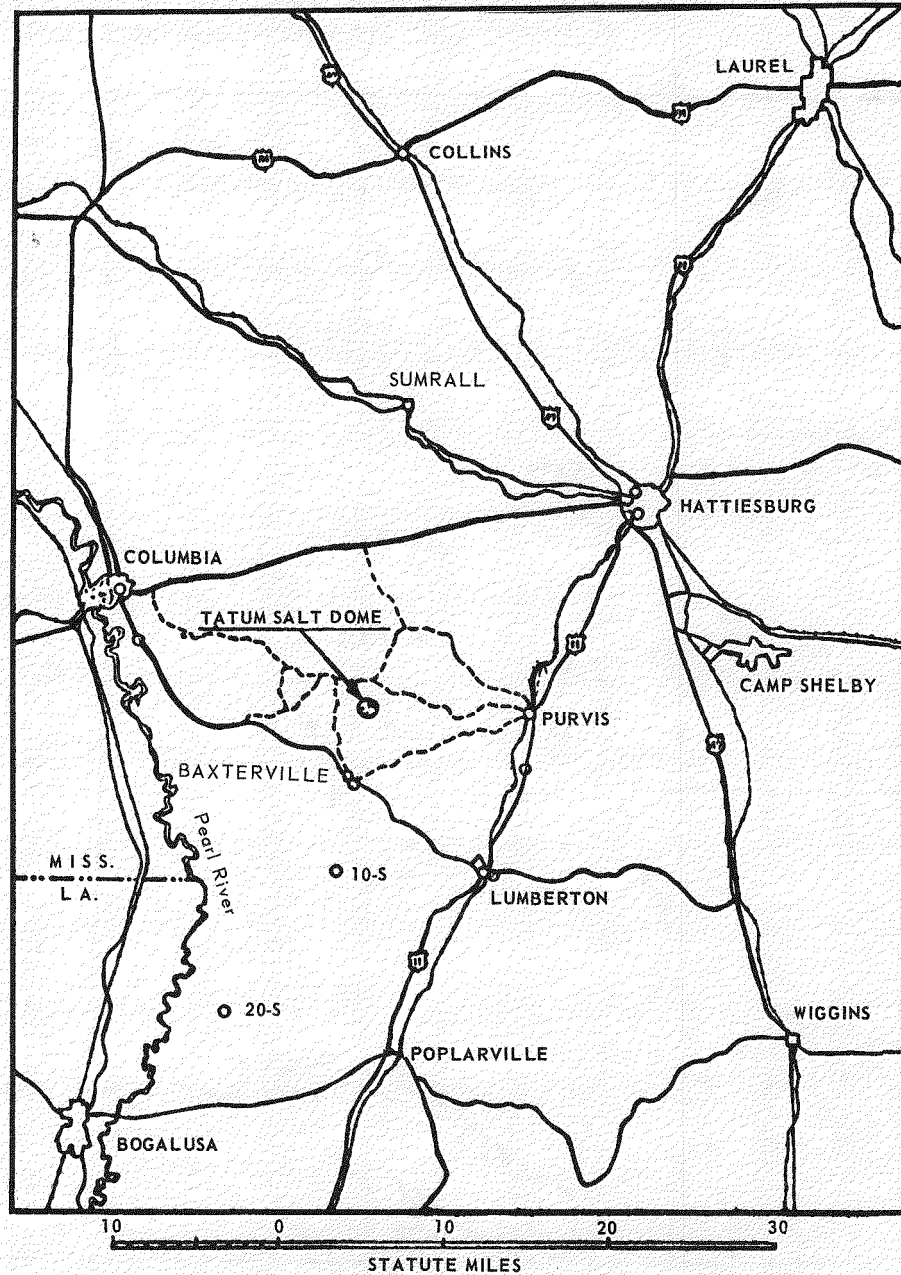 LAUREL
COLLINS
SUMRALL
HATTIESBURG
COLUMBIA
TATUM SALT DOME
CAMP SHELBY
PURVIS
BAXTERVILLE
Pearl River
MISS.
LA.
10-S
LUMBERTON
11
20-S
WIGGINS
POPLARVILLE
BOGALUSA
10 0 10 20 30
STATUTE MILES